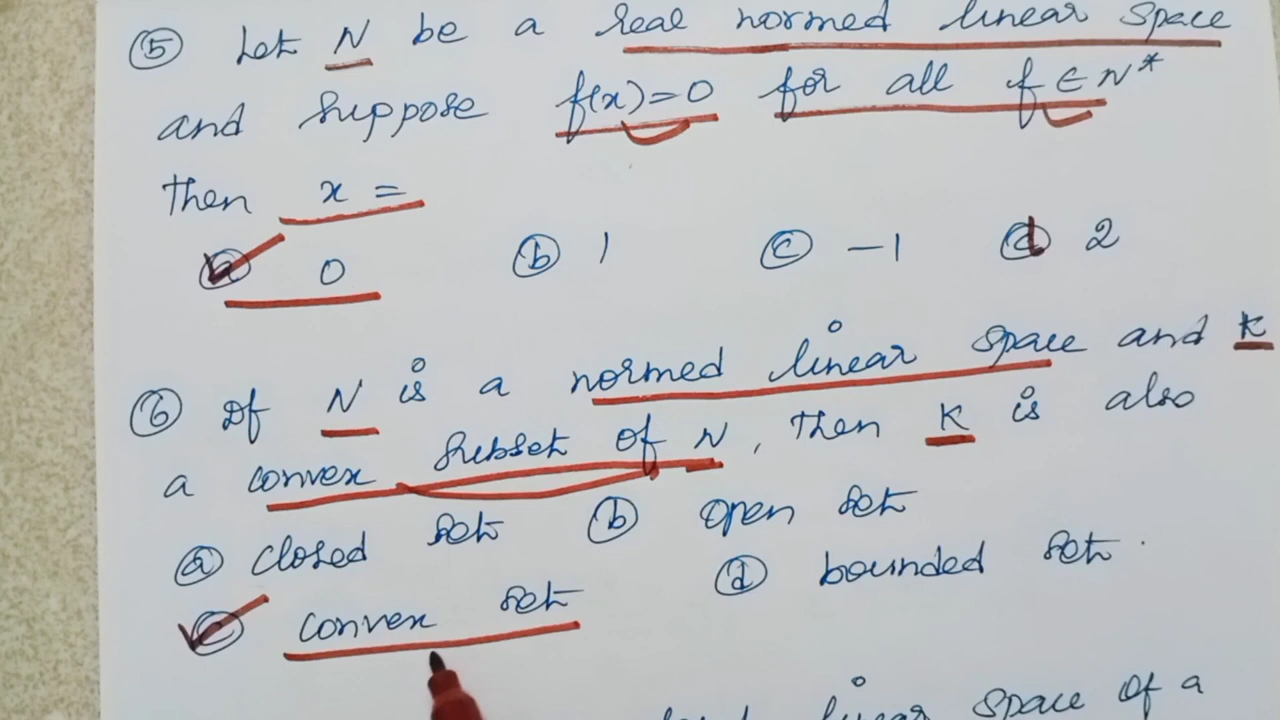 ⑤ Let N be a real normed linear space
and suppose f(x)=0 for all f ∈ N*
Then x =
ⓐ 0 ⓑ 1 ⓒ -1 ⓓ 2
⑥ If N is a normed linear space and K
a convex subset of N, then K is also
ⓐ closed set ⓑ open set
ⓒ convex set ⓓ bounded set.
linear space of a